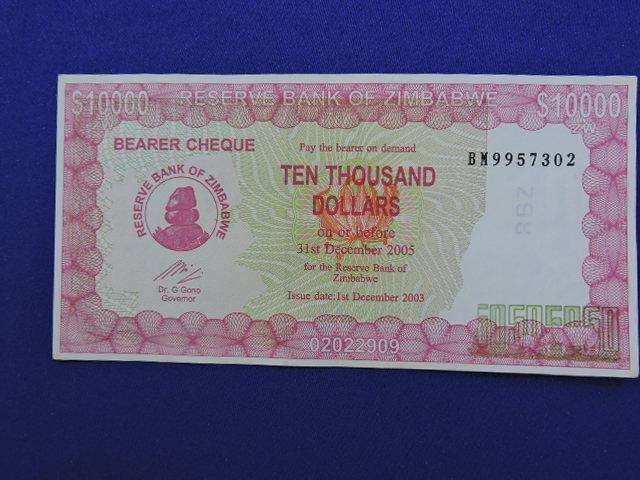 $10000 RESERVE BANK OF ZIMBABWE $10000
BEARER CHEQUE
Pay the bearer on demand
BM9957302
TEN THOUSAND
DOLLARS
on or before
31st December 2005
for the Reserve Bank of
Zimbabwe
Issue date:1st December 2003
RESERVE BANK OF ZIMBABWE
Dr. G Gono
Governor
RBZ
02022909